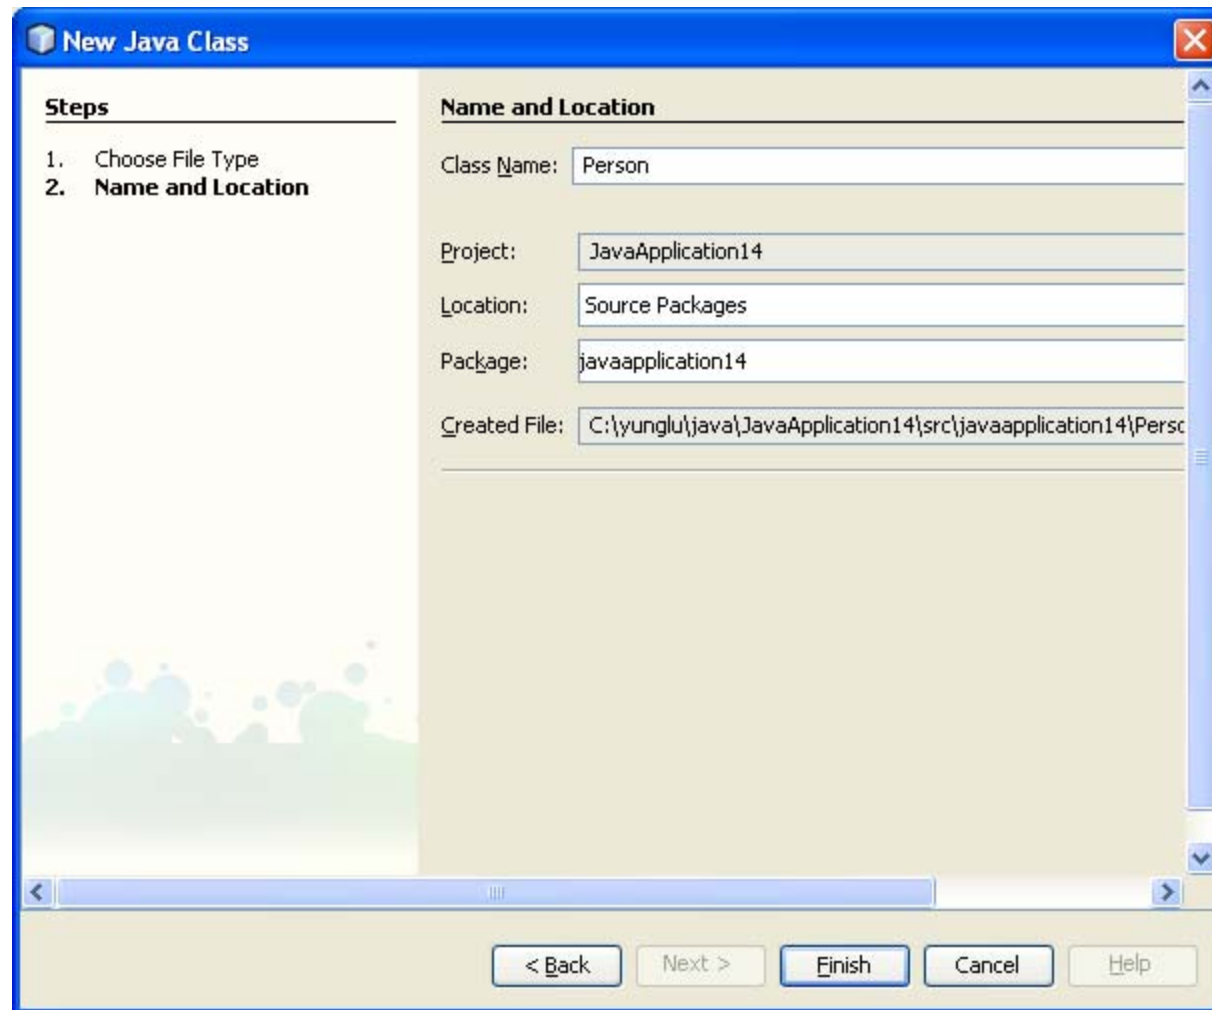 New Java Class
Steps
1. Choose File Type
2. Name and Location
Name and Location
Class Name: Person
Project: JavaApplication14
Location: Source Packages
Package: javaapplication14
Created File: C:\yunglu\java\JavaApplication14\src\javaapplication14\Perso
< Back Next > Finish Cancel Help